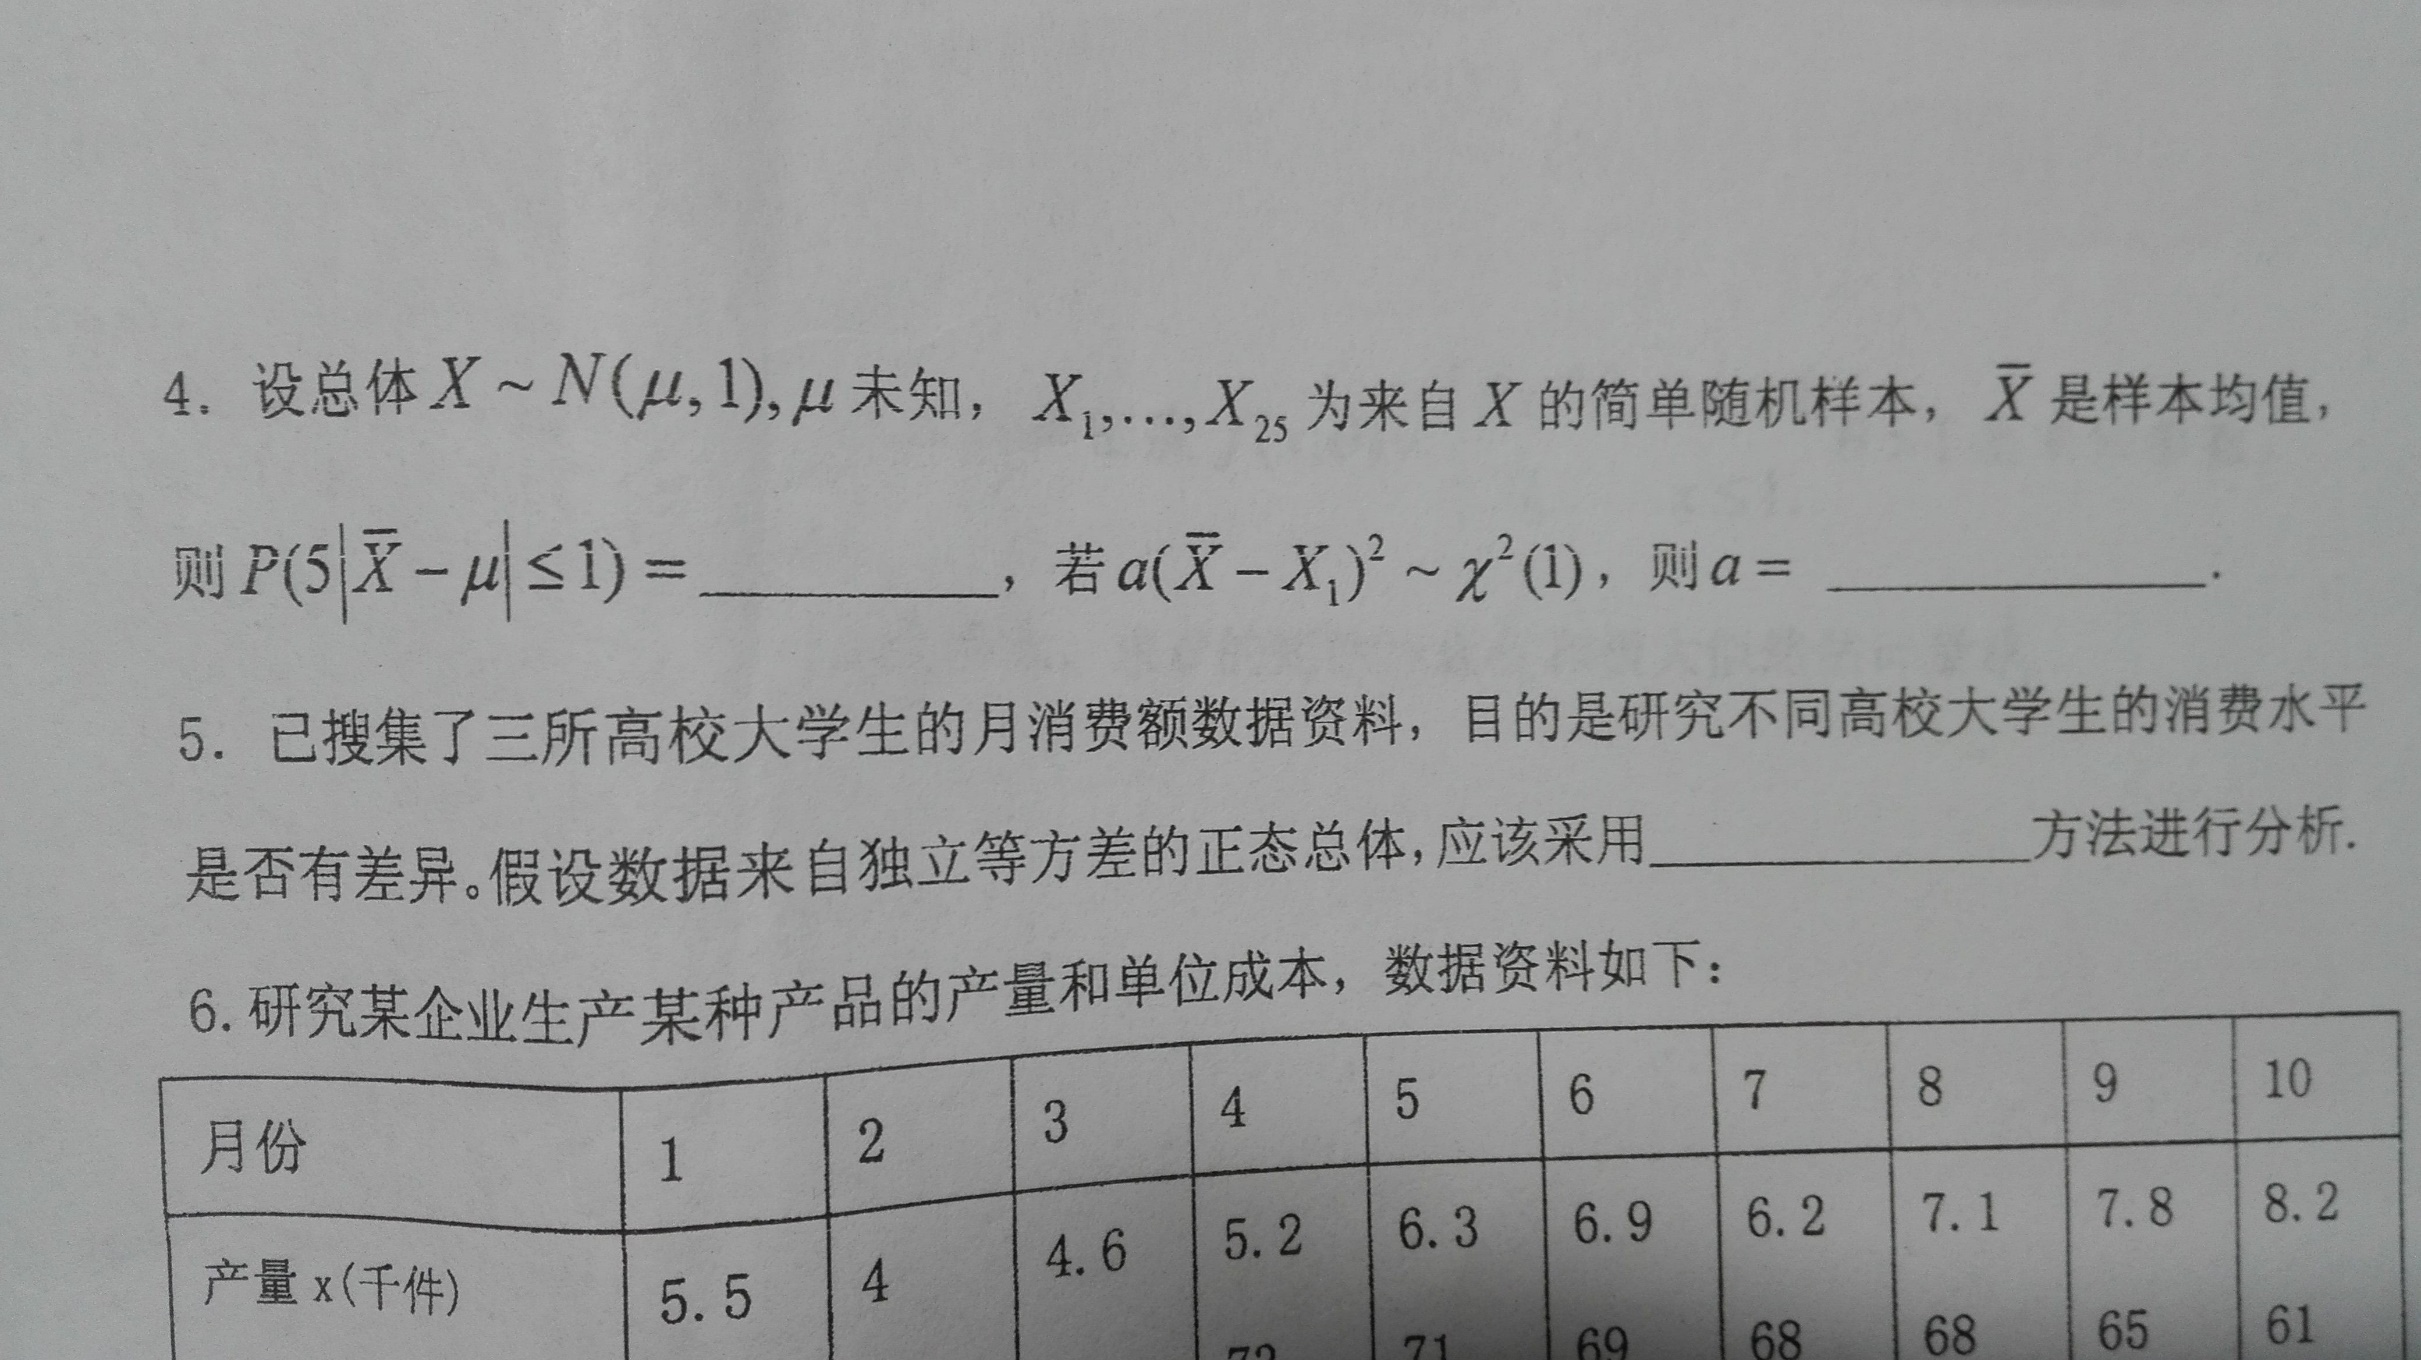 4. 设总体 X ~ N(μ,1), μ 未知, X₁,…,X₂₅ 为来自 X 的简单随机样本, X̄ 是样本均值,
则 P(5|X̄ − μ| ≤ 1) = ________, 若 a(X̄ − X₁)² ~ χ²(1), 则 a = ________.
5. 已搜集了三所高校大学生的月消费额数据资料, 目的是研究不同高校大学生的消费水平
是否有差异。假设数据来自独立等方差的正态总体, 应该采用________方法进行分析.
6. 研究某企业生产某种产品的产量和单位成本, 数据资料如下:
月份 1 2 3 4 5 6 7 8 9 10
产量 x(千件) 5.5 4 4.6 5.2 6.3 6.9 6.2 7.1 7.8 8.2
72 71 69 68 68 65 61